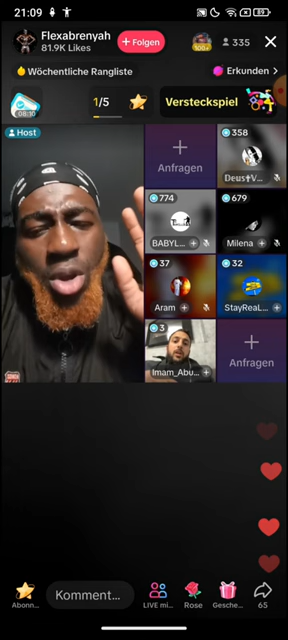 21:09
89
Flexabrenyah
81.9K Likes
+ Folgen
100+
335
Wöchentliche Rangliste
Erkunden
08:10
1/5
Versteckspiel
Host
Anfragen
358
Deus✝V...
774
BABYL...
679
Milena
37
Aram
32
StayReaL...
3
Imam_Abu...
Anfragen
Abonn...
Komment...
LIVE mi...
Rose
Gesche...
65